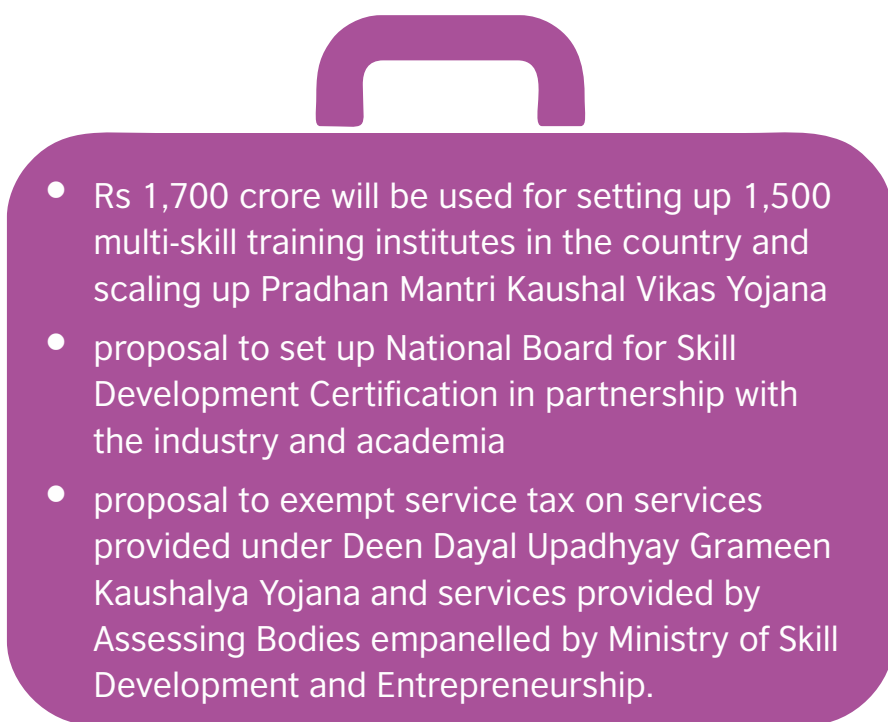 • Rs 1,700 crore will be used for setting up 1,500
multi-skill training institutes in the country and
scaling up Pradhan Mantri Kaushal Vikas Yojana
• proposal to set up National Board for Skill
Development Certification in partnership with
the industry and academia
• proposal to exempt service tax on services
provided under Deen Dayal Upadhyay Grameen
Kaushalya Yojana and services provided by
Assessing Bodies empanelled by Ministry of Skill
Development and Entrepreneurship.